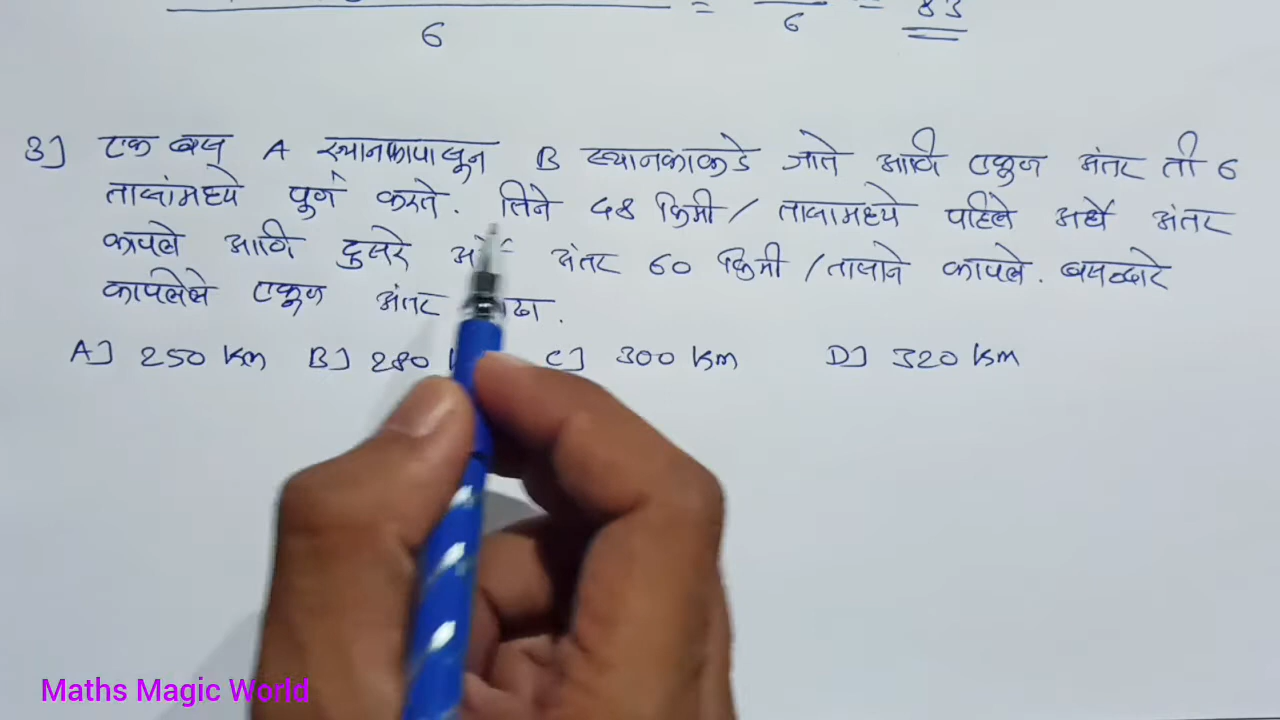 6 = 6 = 83
3] एक बस A स्थानकापासून B स्थानकाकडे जाते आणि एकूण अंतर ती 6
तासांमध्ये पूर्ण करते. तिने 48 किमी/तासामध्ये पहिले अर्धे अंतर
कापले आणि दुसरे अंतर 60 किमी/तासाने कापले. बसव्दारे
कापलेले एकूण अंतर
A] 250 Km B] 280 C] 300 Km D] 320 Km
Maths Magic World